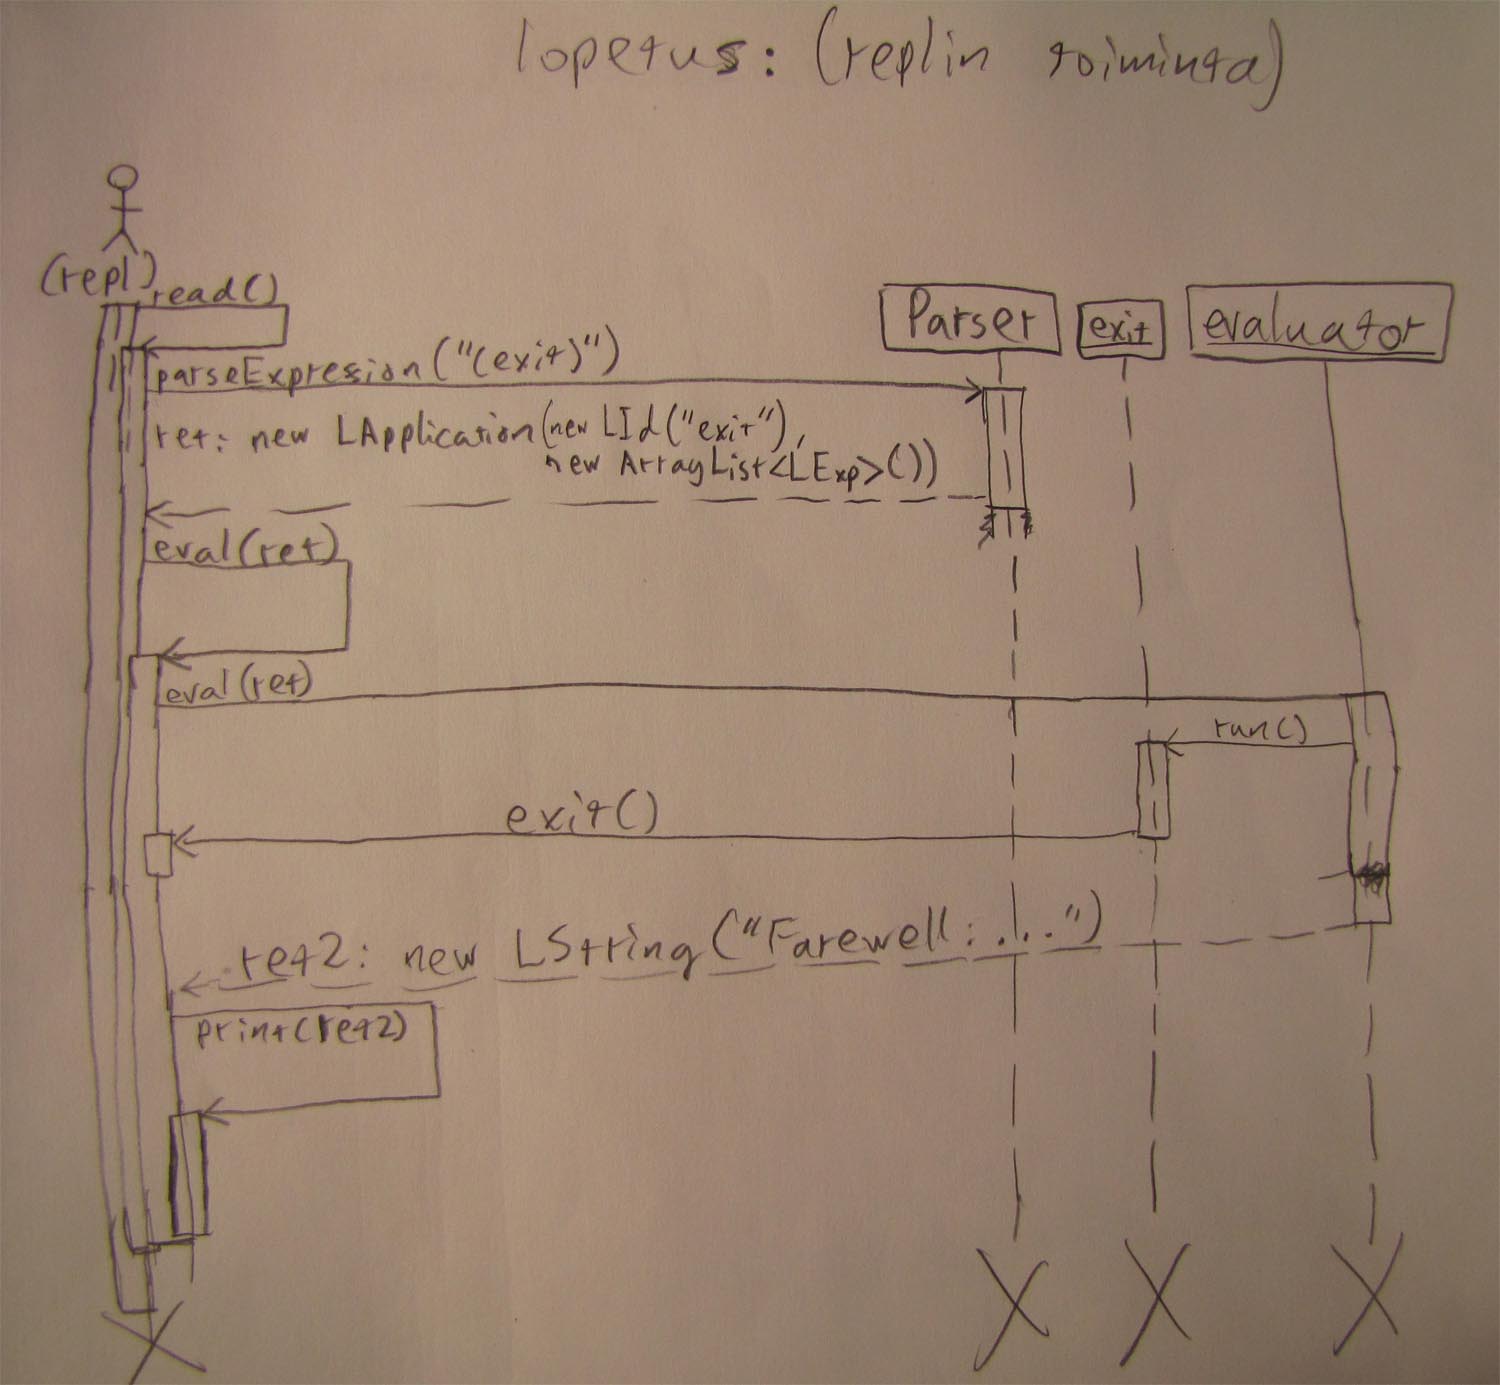 lopetus: (replin toiminta)
(repl)
read()
Parser
exit
evaluator
parseExpresion("(exit)")
ret: new LApplication(new LId("exit"),
new ArrayList<LExp>())
eval(ret)
eval(ret)
run()
exit()
ret2: new LString("Farewell: ...")
print(ret2)